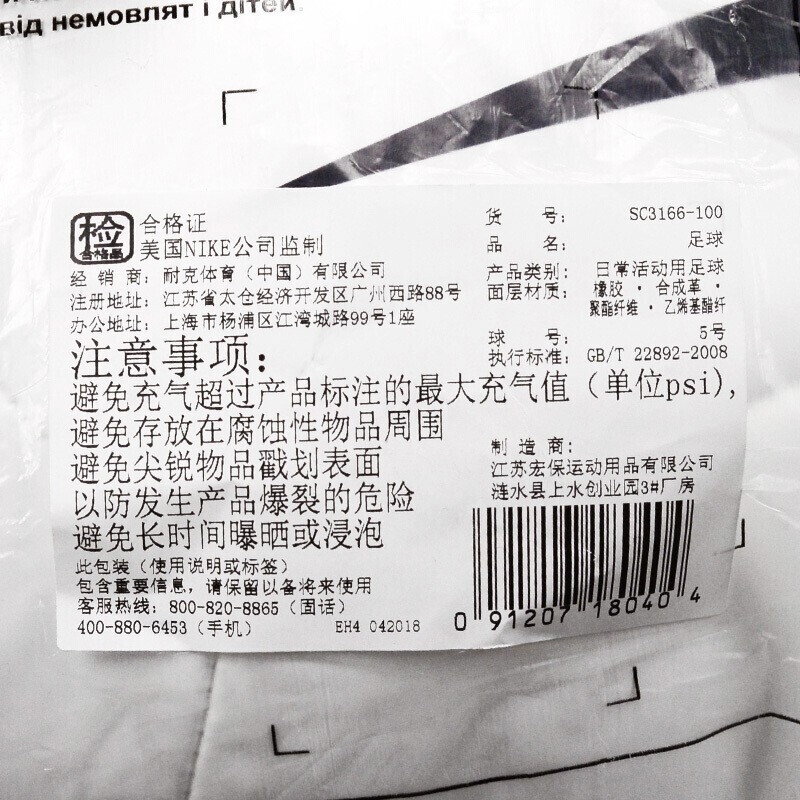 від немовлят і дітей.
检
合格品
合格证
美国NIKE公司监制
经 销 商: 耐克体育（中国）有限公司
注册地址: 江苏省太仓经济开发区广州西路88号
办公地址: 上海市杨浦区江湾城路99号1座
货 号: SC3166-100
品 名: 足球
产品类别: 日常活动用足球
面层材质: 橡胶·合成革·
聚酯纤维·乙烯基酯纤
球 号: 5号
执行标准: GB/T 22892-2008
注意事项:
避免充气超过产品标注的最大充气值（单位psi),
避免存放在腐蚀性物品周围
避免尖锐物品戳划表面
以防发生产品爆裂的危险
避免长时间曝晒或浸泡
制 造 商:
江苏宏保运动用品有限公司
涟水县上水创业园3#厂房
此包装（使用说明或标签）
包含重要信息，请保留以备将来使用
客服热线: 800-820-8865（固话）
400-880-6453（手机）
EH4 042018
0 91207 18040 4